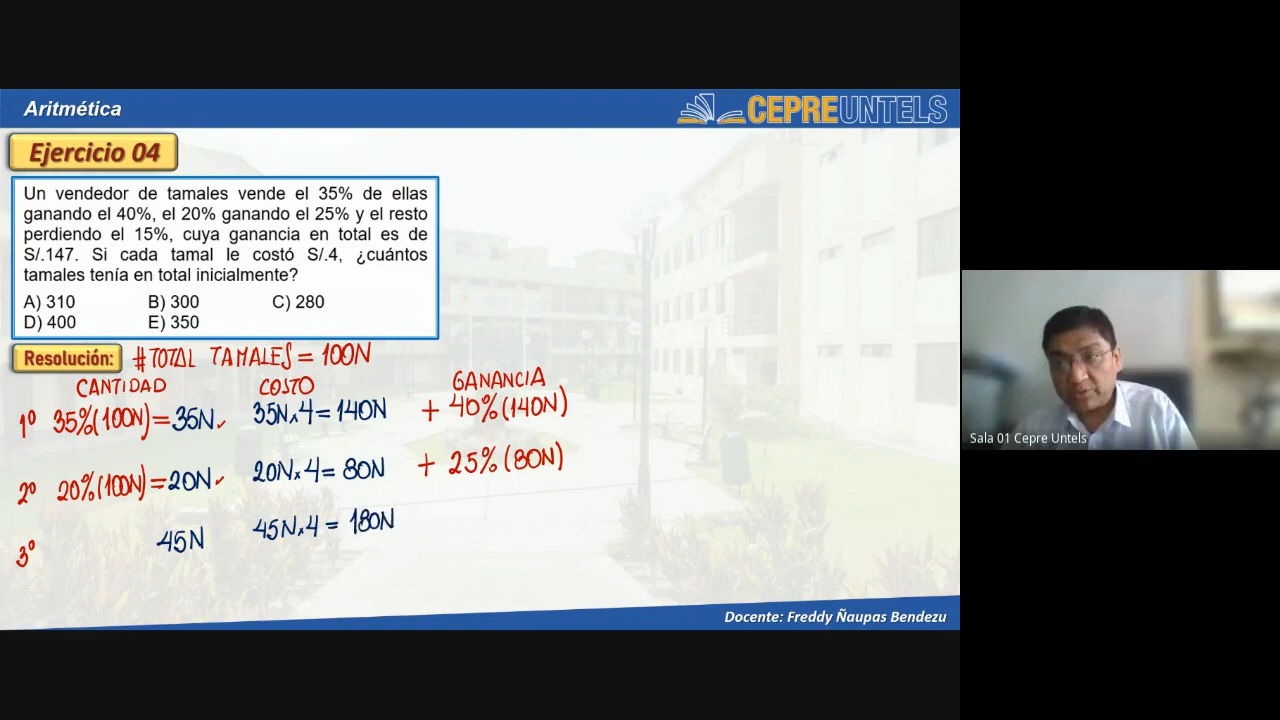 Aritmética
CEPREUNTELS
Ejercicio 04
Un vendedor de tamales vende el 35% de ellas
ganando el 40%, el 20% ganando el 25% y el resto
perdiendo el 15%, cuya ganancia en total es de
S/.147. Si cada tamal le costó S/.4, ¿cuántos
tamales tenía en total inicialmente?
A) 310 B) 300 C) 280
D) 400 E) 350
Resolución: #TOTAL TAMALES = 100N
CANTIDAD COSTO GANANCIA
1º 35%(100N)=35N 35N×4=140N + 40%(140N)
2º 20%(100N)=20N 20N×4=80N + 25%(80N)
3º 45N 45N×4=180N
Docente: Freddy Ñaupas Bendezu
Sala 01 Cepre Untels